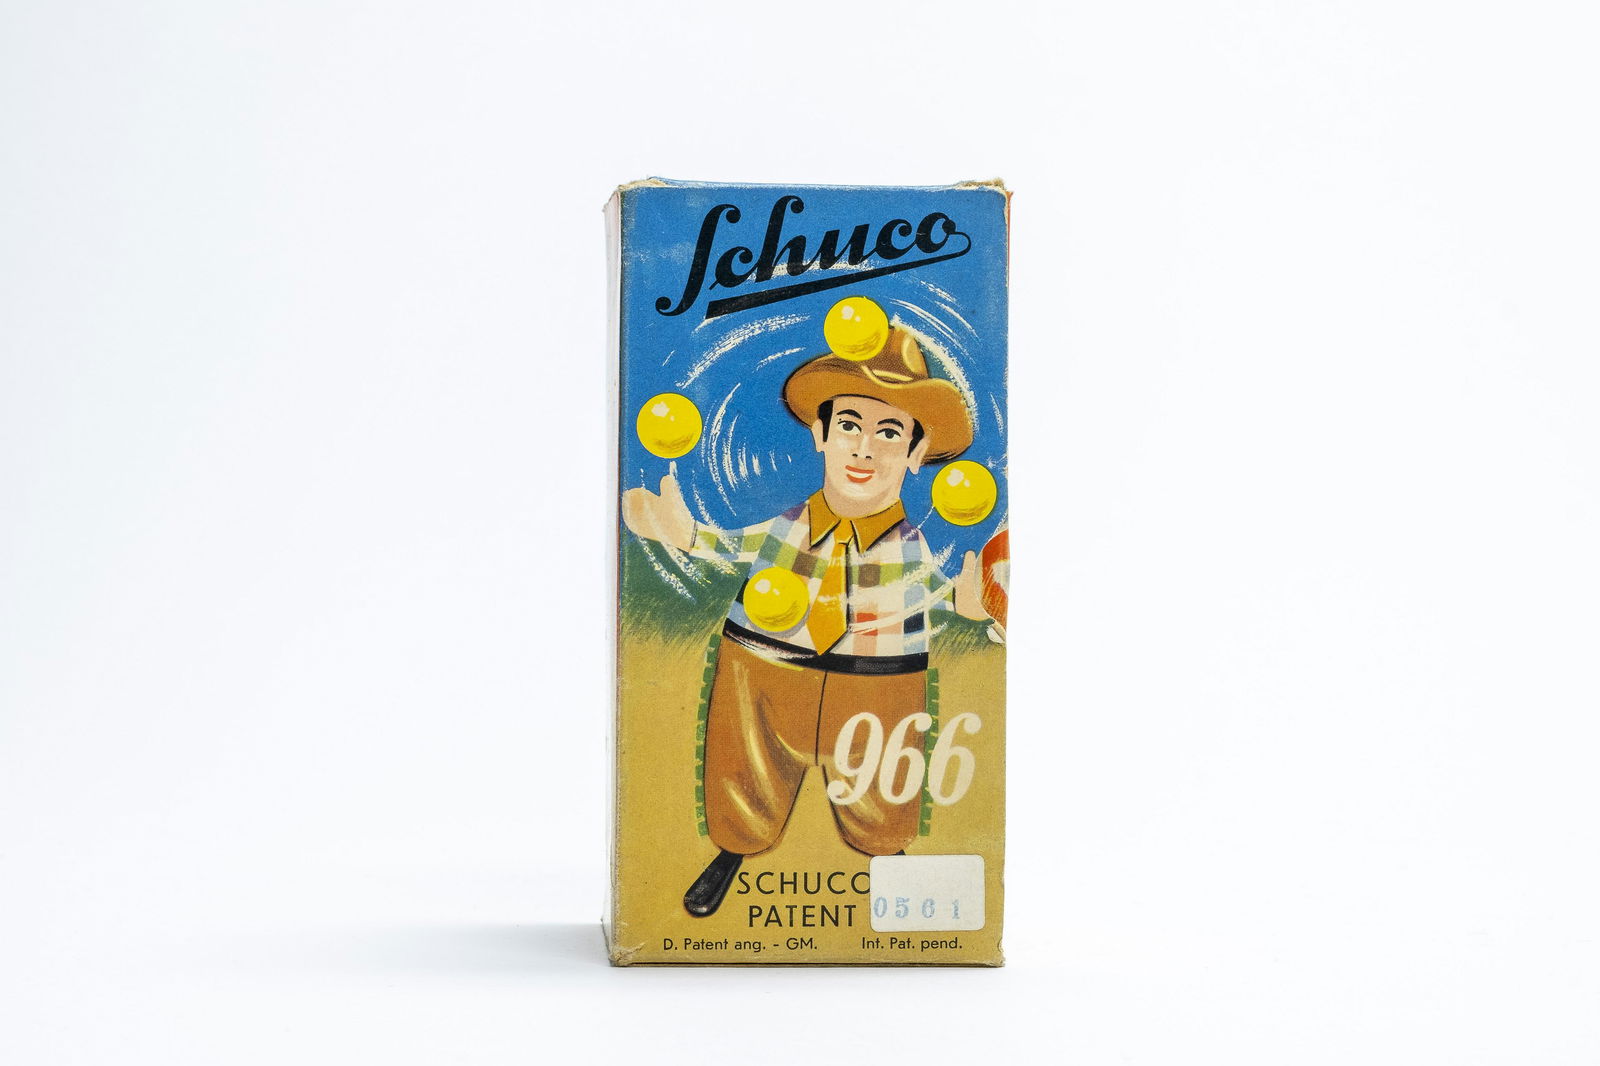 Schuco
966
SCHUCO
PATENT
0561
D. Patent ang. - GM. Int. Pat. pend.